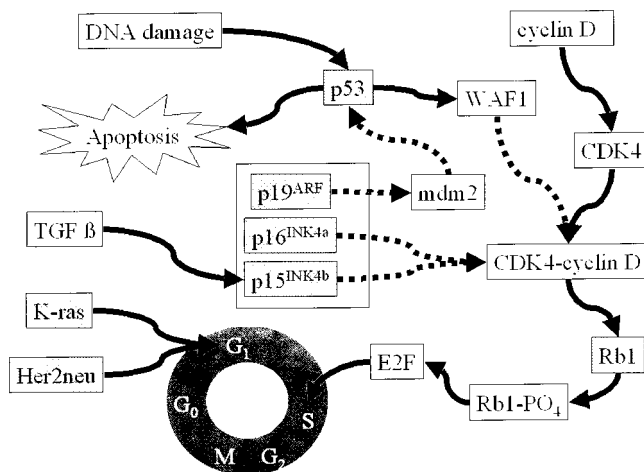 DNA damage
cyclin D
p53
WAF1
Apoptosis
CDK4
p19ARF
mdm2
p16INK4a
TGF ß
CDK4-cyclin D
p15INK4b
K-ras
G1
E2F
Rb1
Her2neu
G0
S
Rb1-PO4
M
G2